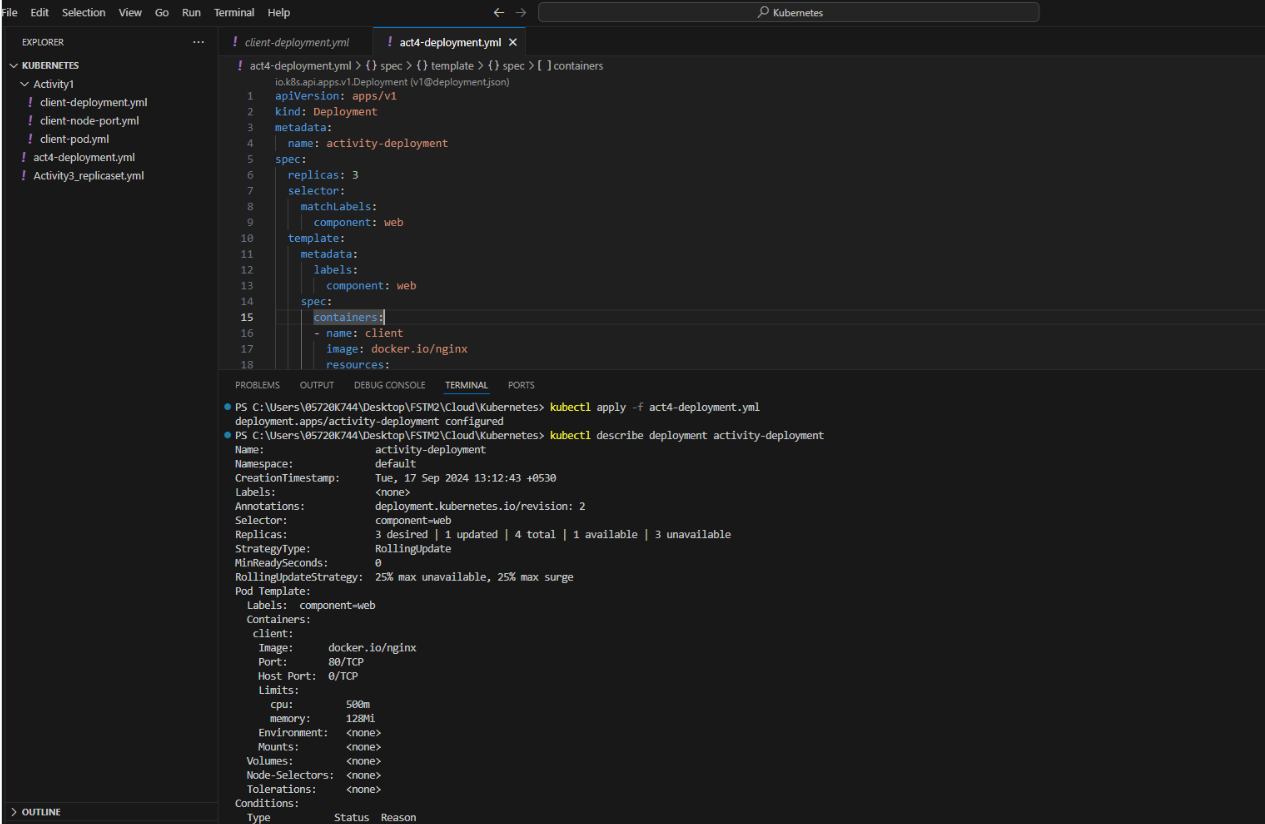 File Edit Selection View Go Run Terminal Help
Kubernetes
EXPLORER
KUBERNETES
Activity1
client-deployment.yml
client-node-port.yml
client-pod.yml
act4-deployment.yml
Activity3_replicaset.yml
OUTLINE
client-deployment.yml
act4-deployment.yml
act4-deployment.yml > {} spec > {} template > {} spec > [ ] containers
io.k8s.api.apps.v1.Deployment (v1@deployment.json)
1 apiVersion: apps/v1
2 kind: Deployment
3 metadata:
4 name: activity-deployment
5 spec:
6 replicas: 3
7 selector:
8 matchLabels:
9 component: web
10 template:
11 metadata:
12 labels:
13 component: web
14 spec:
15 containers:
16 - name: client
17 image: docker.io/nginx
18 resources:
PROBLEMS OUTPUT DEBUG CONSOLE TERMINAL PORTS
PS C:\Users\05720K744\Desktop\FSTM2\Cloud\Kubernetes> kubectl apply -f act4-deployment.yml
deployment.apps/activity-deployment configured
PS C:\Users\05720K744\Desktop\FSTM2\Cloud\Kubernetes> kubectl describe deployment activity-deployment
Name: activity-deployment
Namespace: default
CreationTimestamp: Tue, 17 Sep 2024 13:12:43 +0530
Labels: <none>
Annotations: deployment.kubernetes.io/revision: 2
Selector: component=web
Replicas: 3 desired | 1 updated | 4 total | 1 available | 3 unavailable
StrategyType: RollingUpdate
MinReadySeconds: 0
RollingUpdateStrategy: 25% max unavailable, 25% max surge
Pod Template:
Labels: component=web
Containers:
client:
Image: docker.io/nginx
Port: 80/TCP
Host Port: 0/TCP
Limits:
cpu: 500m
memory: 128Mi
Environment: <none>
Mounts: <none>
Volumes: <none>
Node-Selectors: <none>
Tolerations: <none>
Conditions:
Type Status Reason